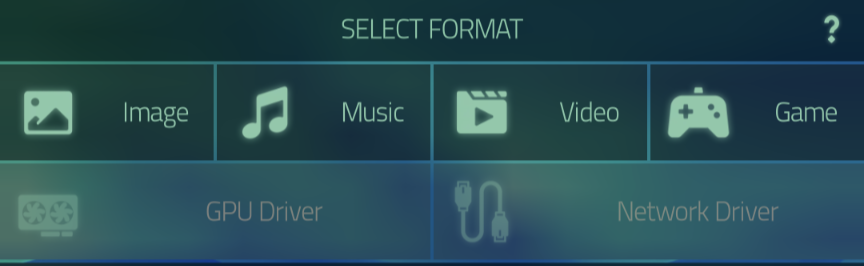 SELECT FORMAT ?
Image Music Video Game
GPU Driver Network Driver